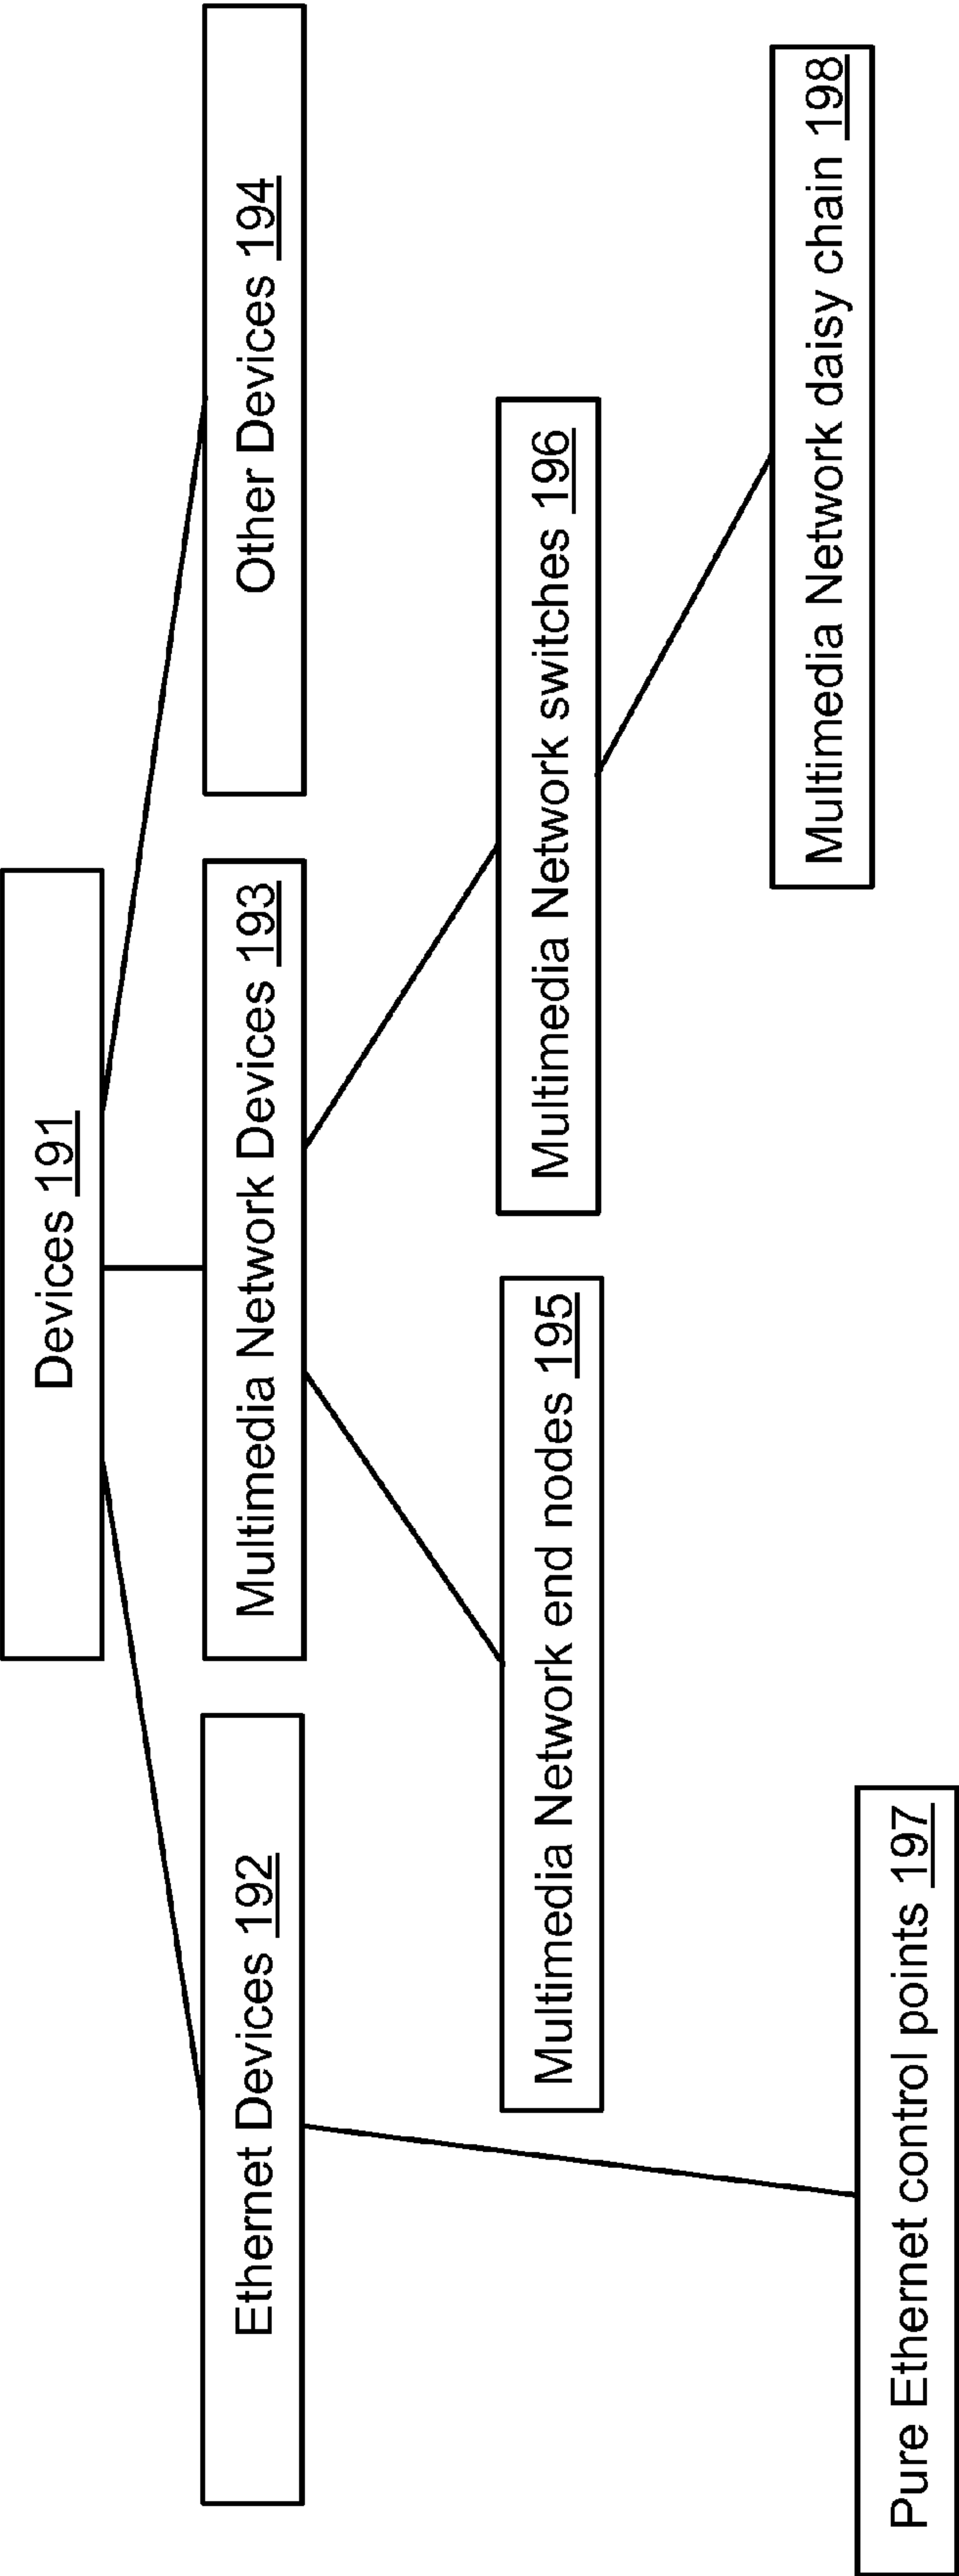 Devices 191
Ethernet Devices 192
Multimedia Network Devices 193
Other Devices 194
Multimedia Network end nodes 195
Multimedia Network switches 196
Pure Ethernet control points 197
Multimedia Network daisy chain 198